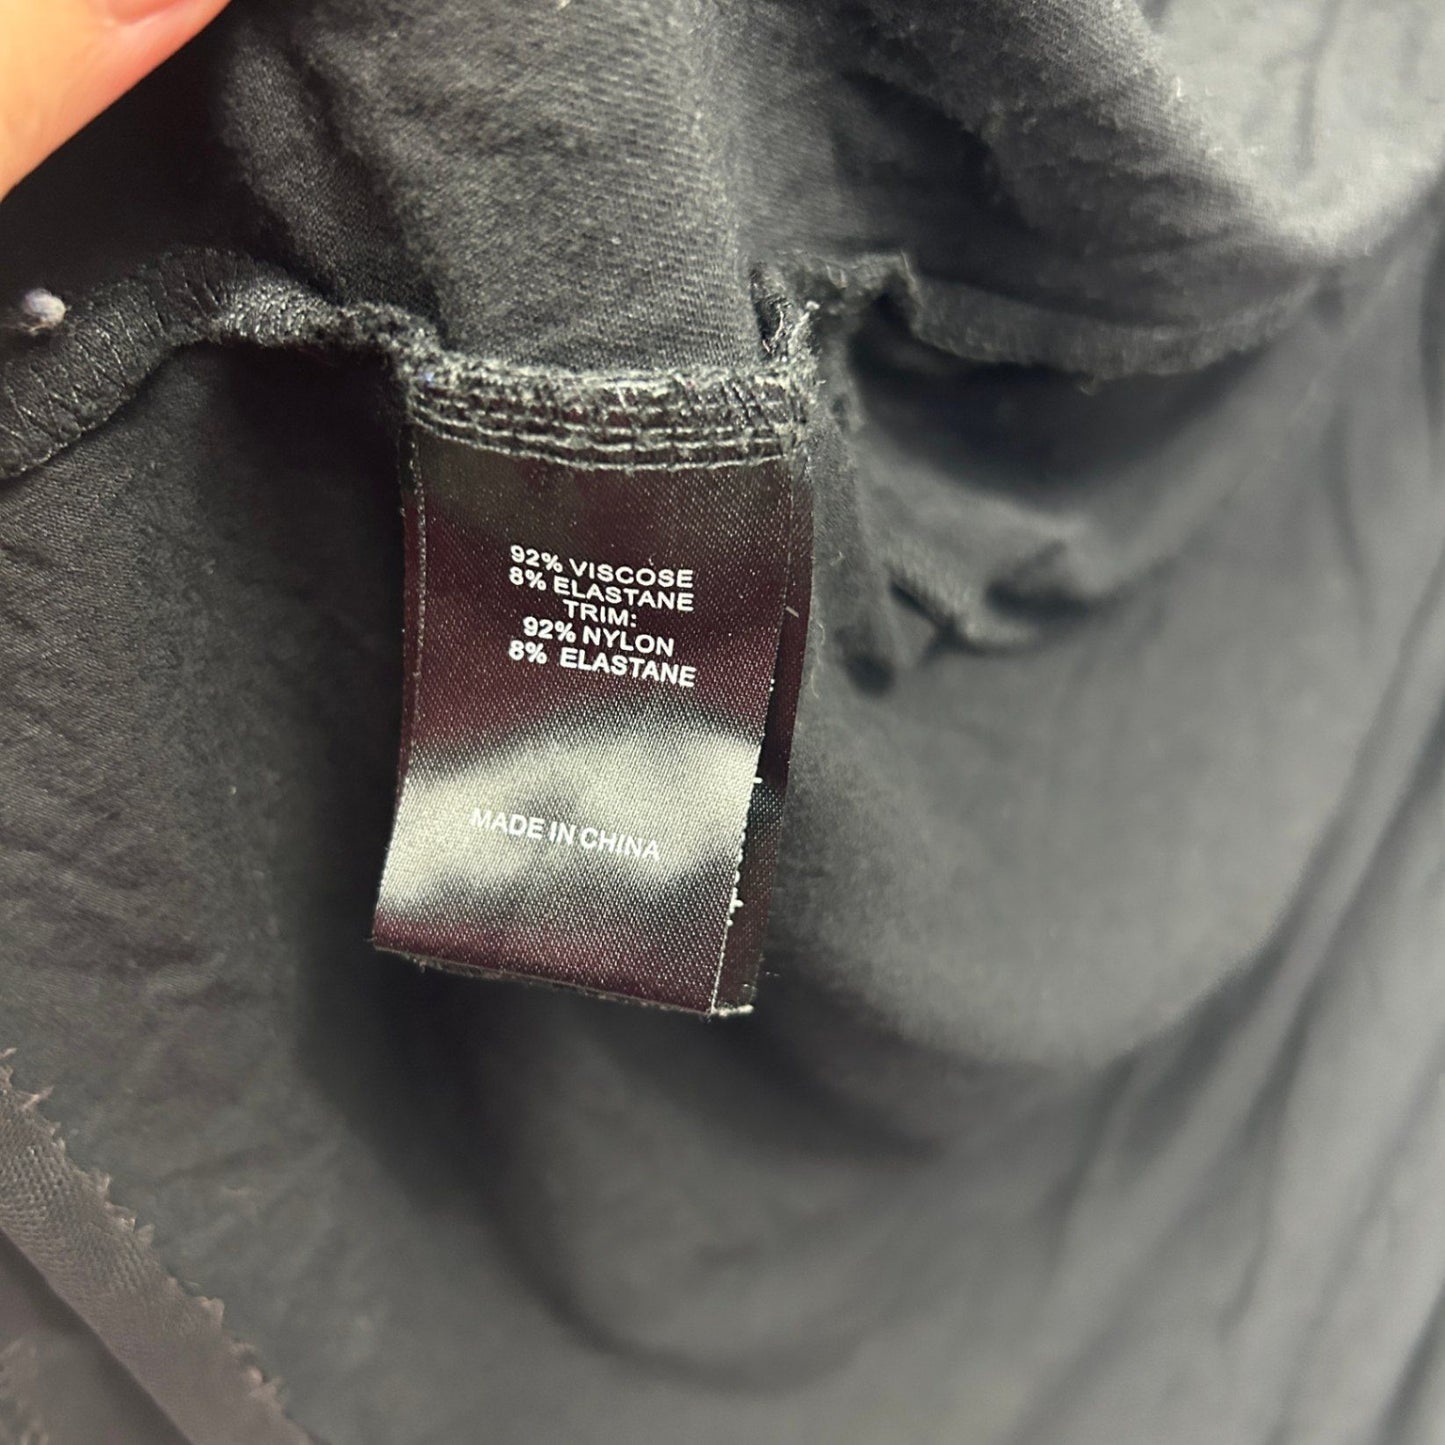 92% VISCOSE
8% ELASTANE
TRIM:
92% NYLON
8% ELASTANE
MADE IN CHINA